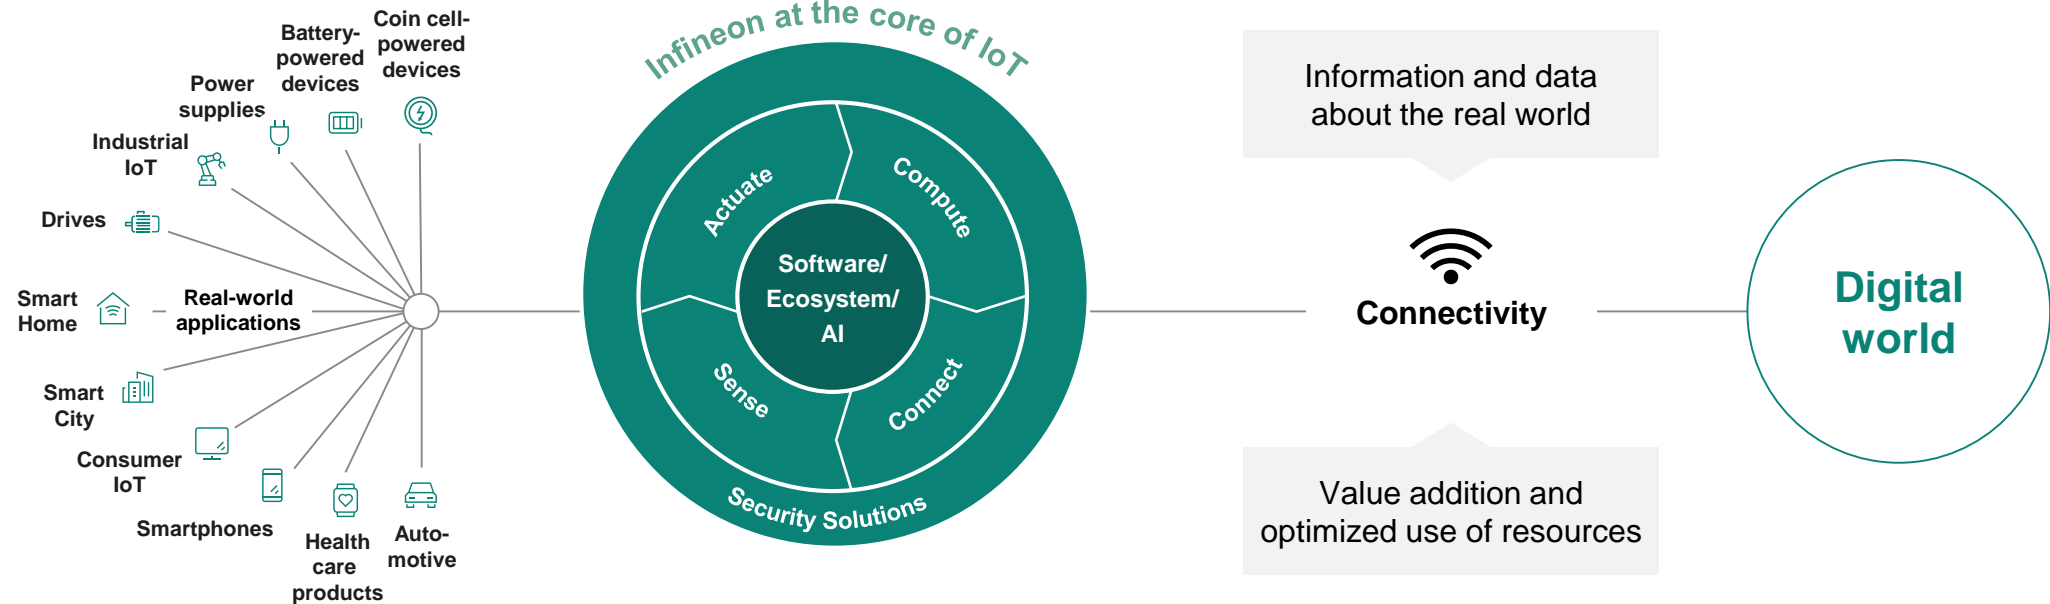 Coin cell-
powered
devices
Battery-
powered
devices
Power
supplies
Industrial
IoT
Drives
Smart
Home
Real-world
applications
Smart
City
Consumer
IoT
Smartphones
Health
care
products
Auto-
motive
Infineon at the core of IoT
Actuate
Compute
Software/
Ecosystem/
AI
Sense
Connect
Security Solutions
Information and data
about the real world
Connectivity
Value addition and
optimized use of resources
Digital
world